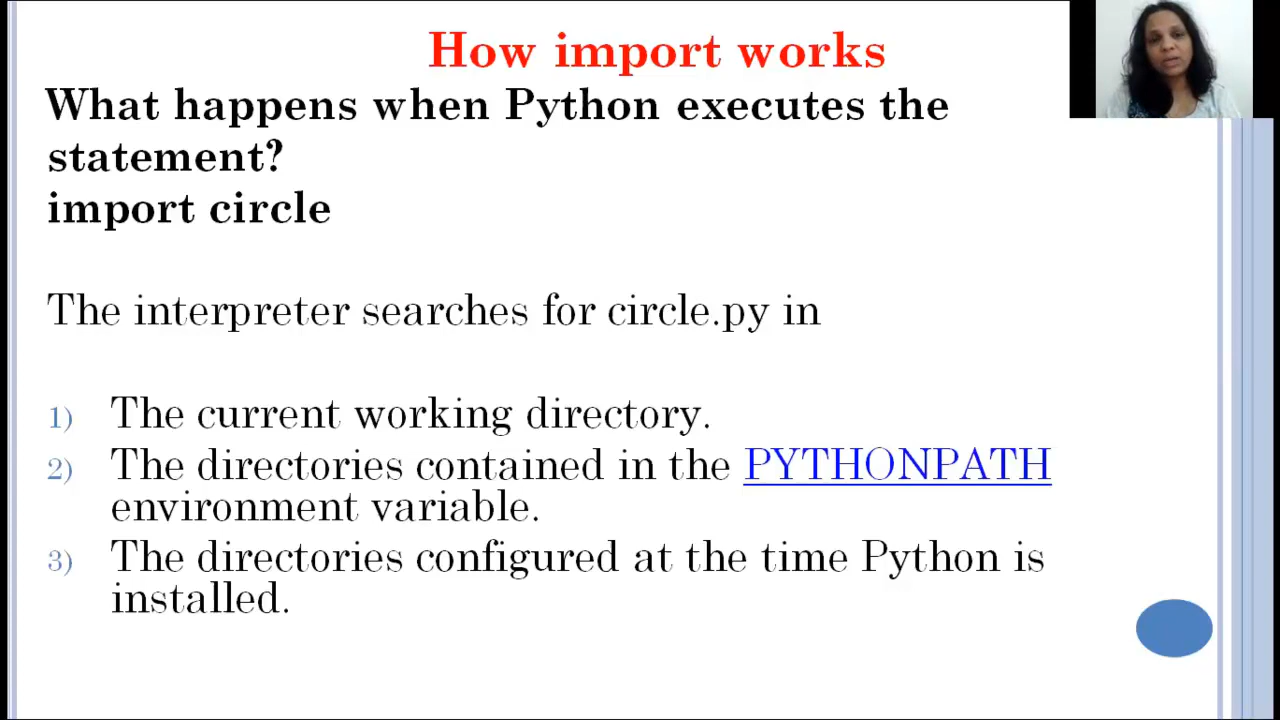 How import works
What happens when Python executes the
statement?
import circle
The interpreter searches for circle.py in
1) The current working directory.
2) The directories contained in the PYTHONPATH
environment variable.
3) The directories configured at the time Python is
installed.